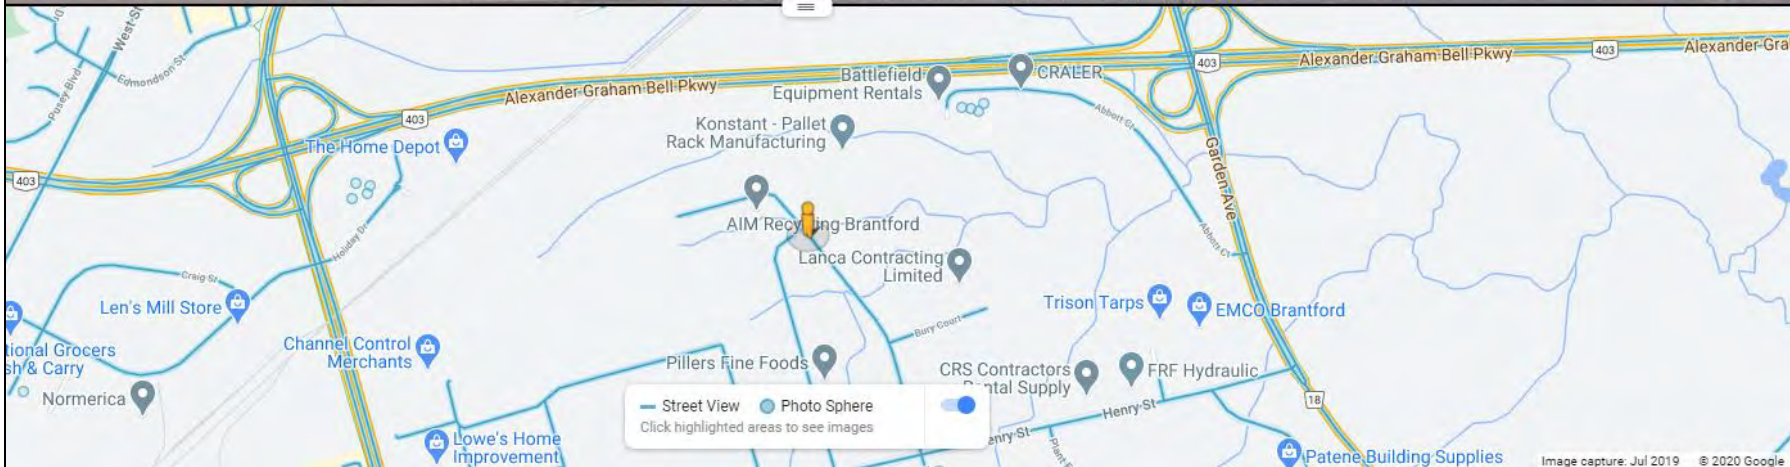 West St
Edmondson St
Pusey Blvd
403
Alexander Graham Bell Pkwy
403
Alexander Graham Bell Pkwy
403
Alexander Gra
Battlefield
Equipment Rentals
CRALER
Abbott Ct
Konstant - Pallet
Rack Manufacturing
The Home Depot
403
Garden Ave
AIM Recycling Brantford
Holiday Dr
Abbott Ct
Lanca Contracting
Limited
Craig St
Len's Mill Store
Trison Tarps
EMCO Brantford
Bury Court
Channel Control
Merchants
tional Grocers
sh & Carry
Pillers Fine Foods
CRS Contractors
ntal Supply
FRF Hydraulic
Normerica
18
Henry St
Street View
Photo Sphere
Click highlighted areas to see images
enry St
Lowe's Home
Improvement
Patene Building Supplies
Image capture: Jul 2019
© 2020 Google